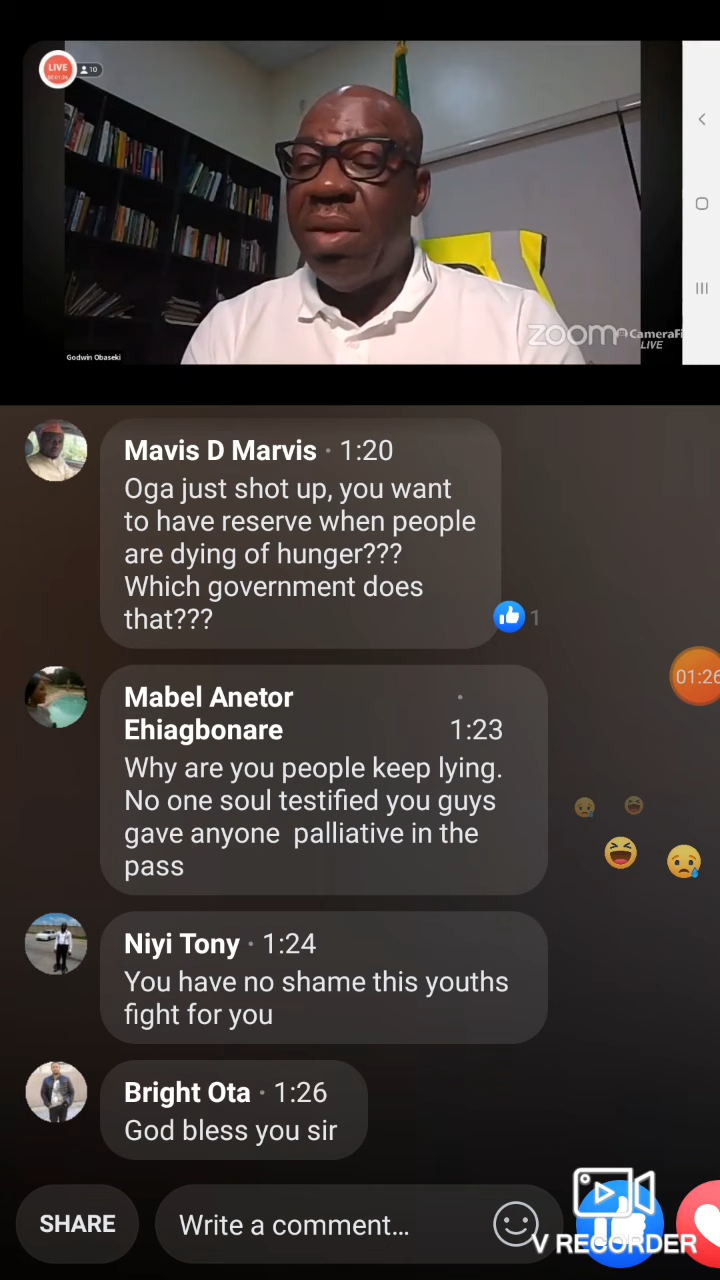 LIVE
10
Godwin Obaseki
zoom
CameraFi
LIVE
Mavis D Marvis · 1:20
Oga just shot up, you want
to have reserve when people
are dying of hunger???
Which government does
that???
1
Mabel Anetor ·
Ehiagbonare 1:23
Why are you people keep lying.
No one soul testified you guys
gave anyone palliative in the
pass
01:26
Niyi Tony · 1:24
You have no shame this youths
fight for you
Bright Ota · 1:26
God bless you sir
SHARE
Write a comment...
V RECORDER